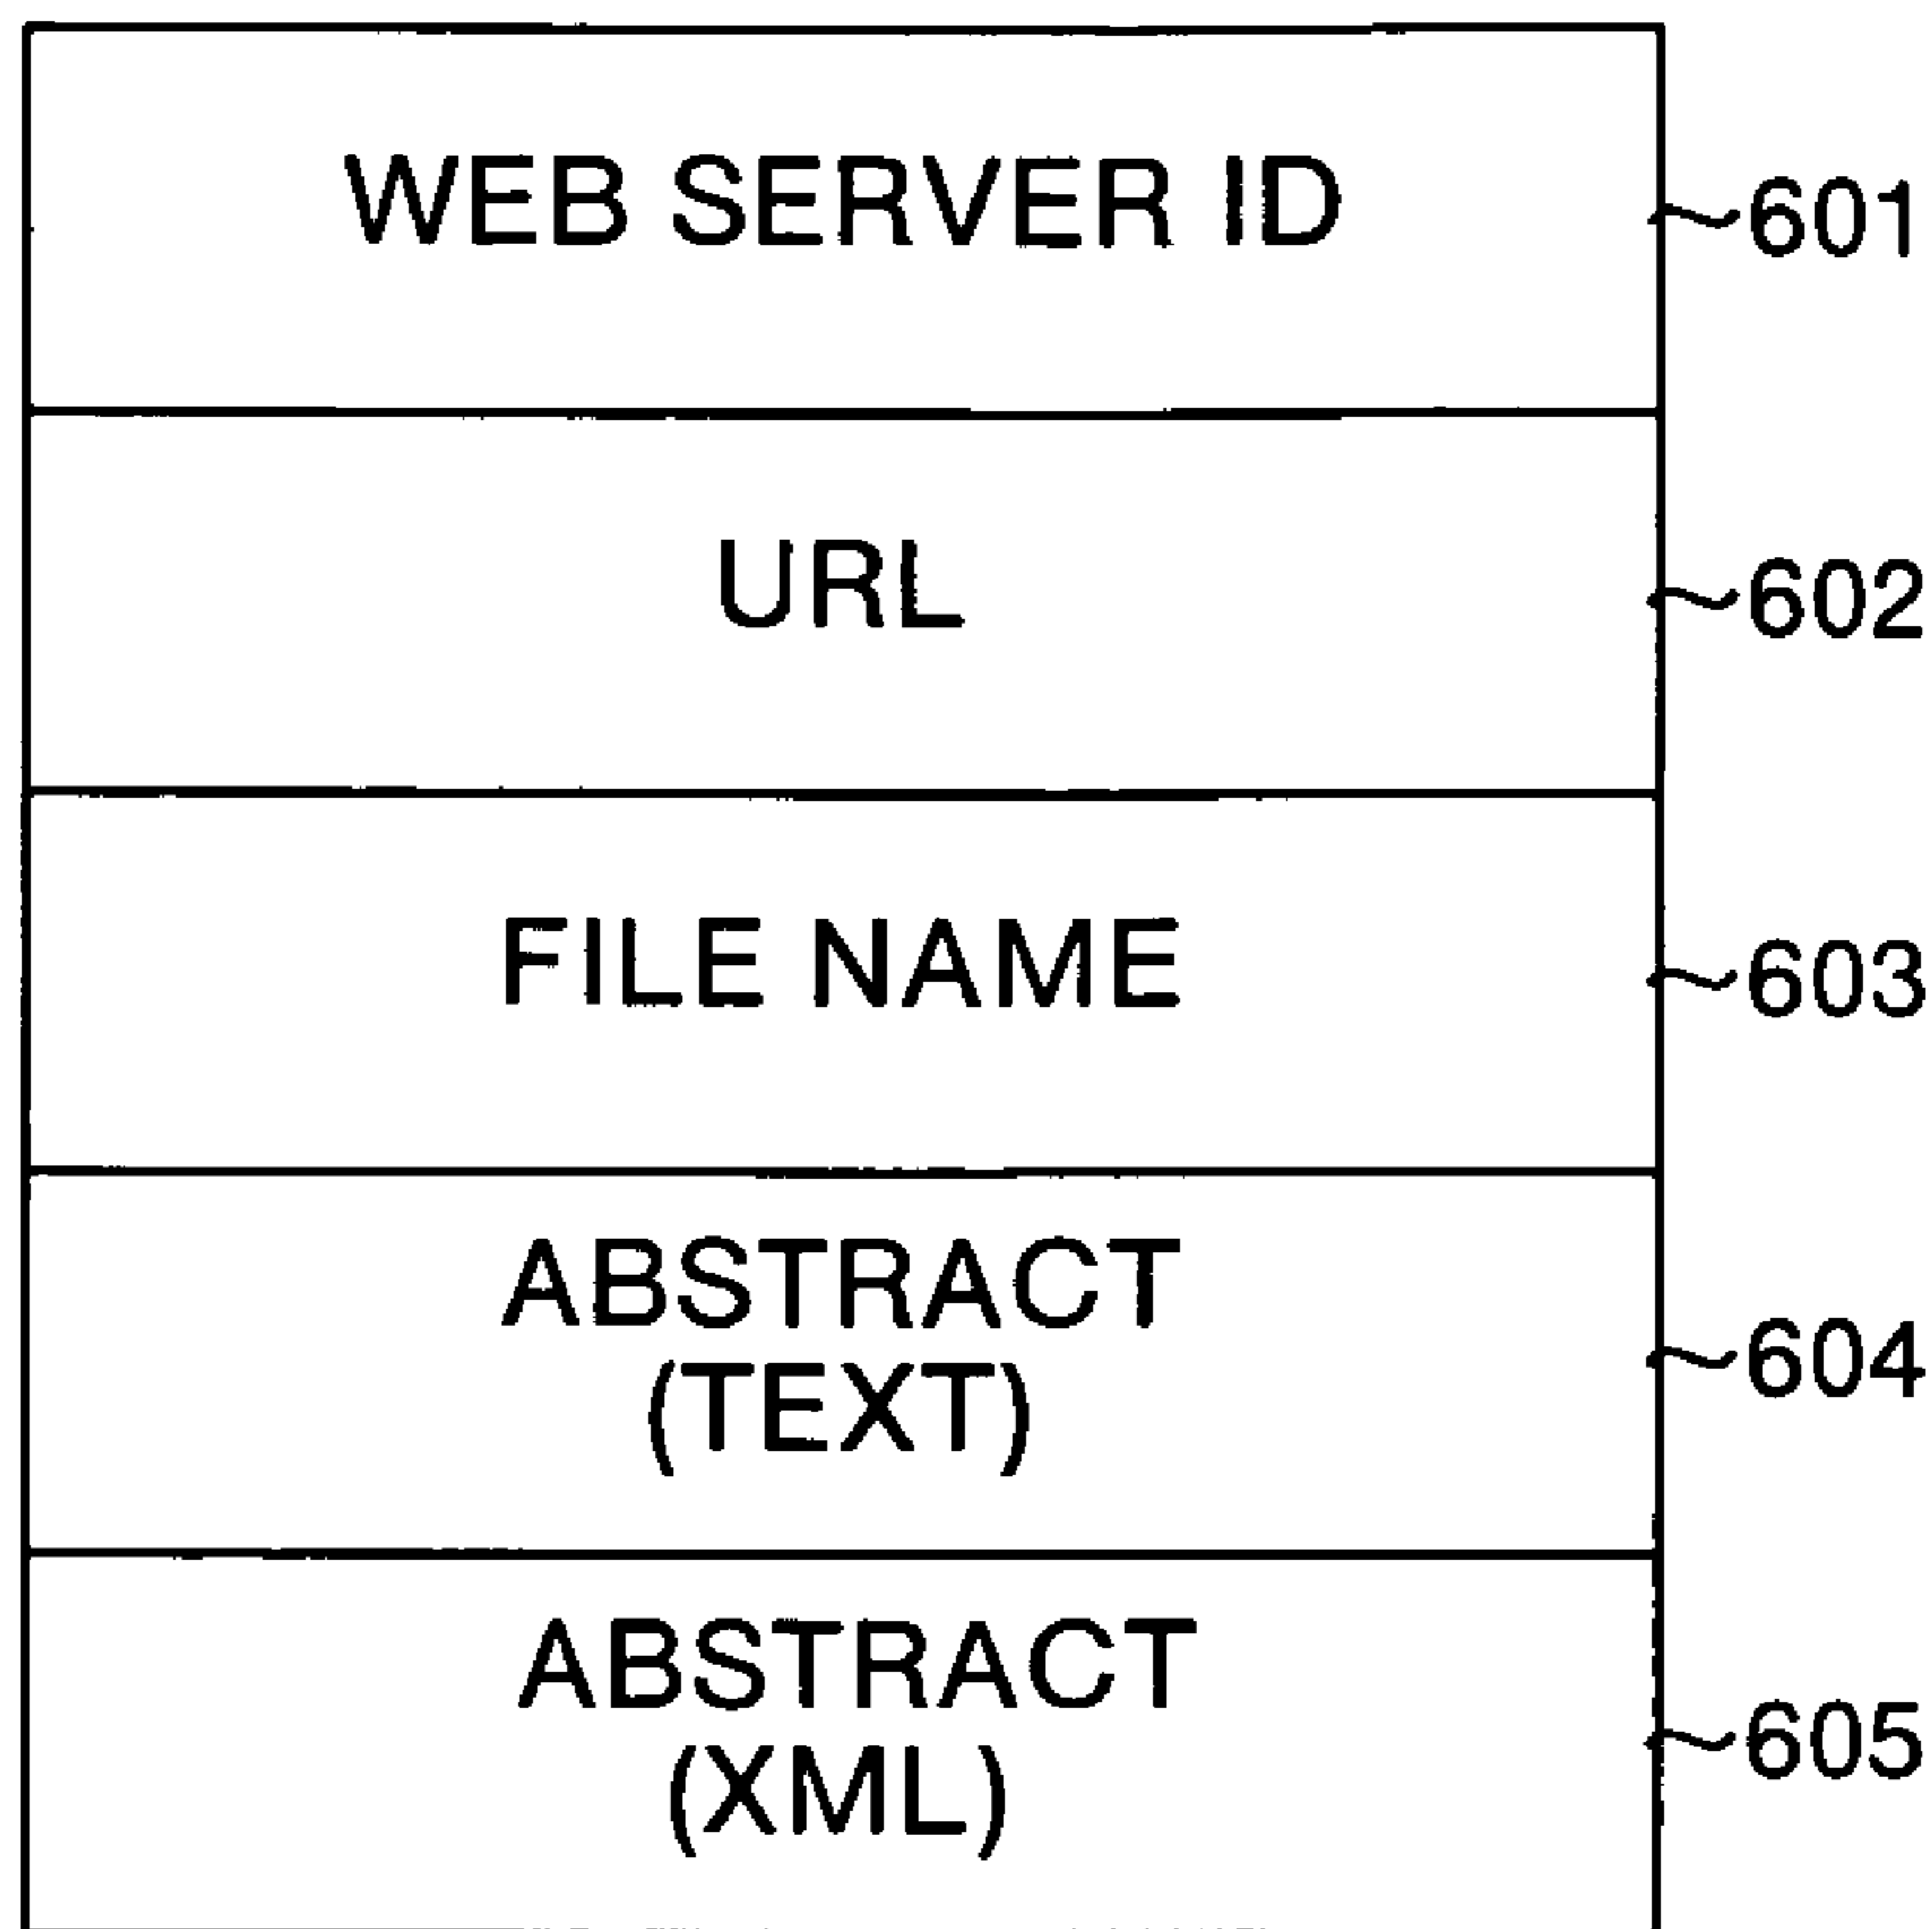 WEB SERVER ID
601
URL
602
FILE NAME
603
ABSTRACT
(TEXT)
604
ABSTRACT
(XML)
605